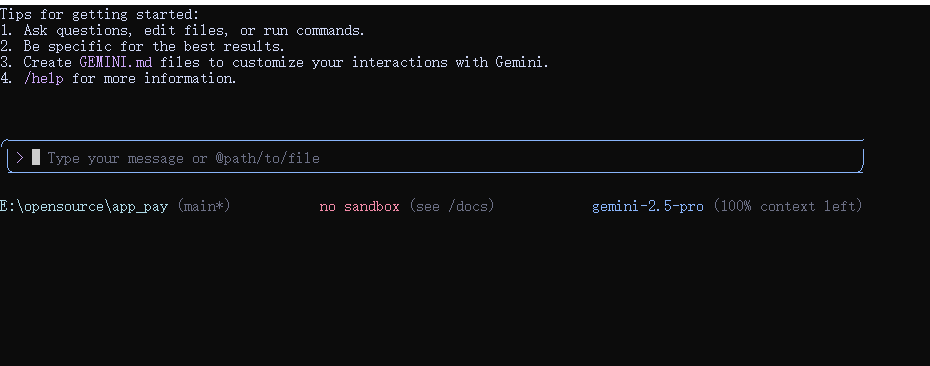 Tips for getting started:
1. Ask questions, edit files, or run commands.
2. Be specific for the best results.
3. Create GEMINI.md files to customize your interactions with Gemini.
4. /help for more information.
> Type your message or @path/to/file
E:\opensource\app_pay (main*) no sandbox (see /docs) gemini-2.5-pro (100% context left)